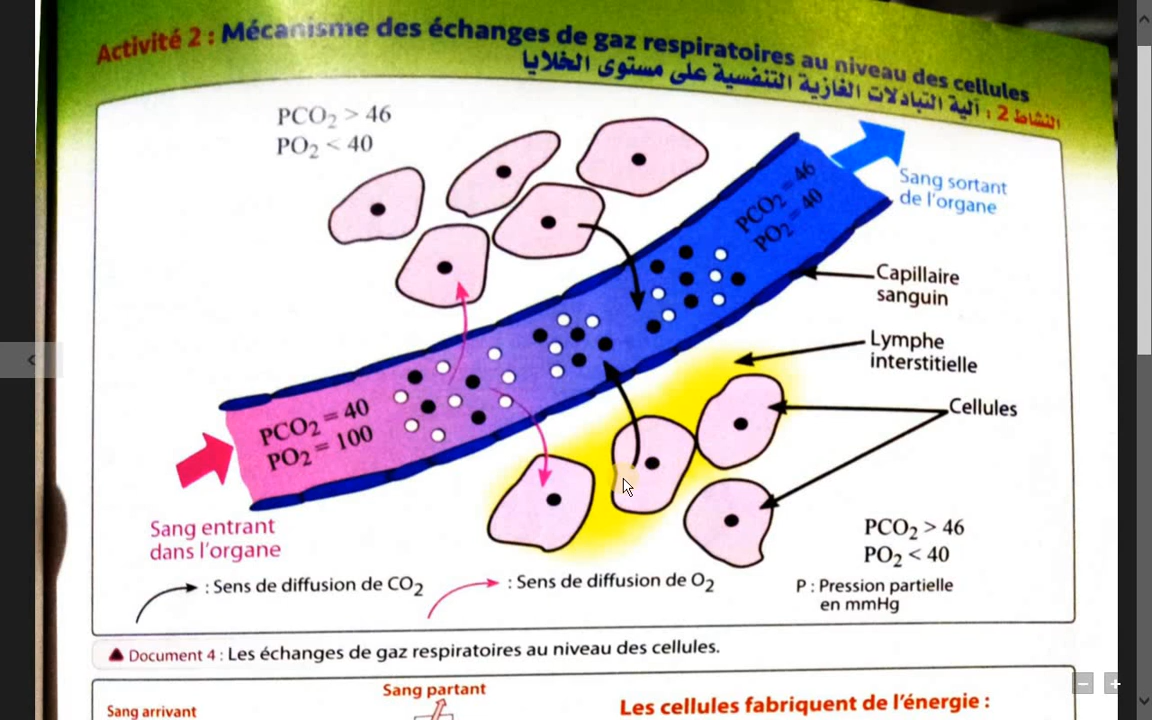 Activité 2 : Mécanisme des échanges de gaz respiratoires au niveau des cellules
النشاط 2 : آلية التبادلات الغازية التنفسية على مستوى الخلايا
PCO₂ > 46
PO₂ < 40
PCO₂ = 46
PO₂ = 40
Sang sortant
de l'organe
Capillaire
sanguin
Lymphe
interstitielle
Cellules
PCO₂ = 40
PO₂ = 100
Sang entrant
dans l'organe
PCO₂ > 46
PO₂ < 40
: Sens de diffusion de CO₂
: Sens de diffusion de O₂
P : Pression partielle
en mmHg
▲ Document 4 : Les échanges de gaz respiratoires au niveau des cellules.
Sang partant
Sang arrivant
Les cellules fabriquent de l'énergie :